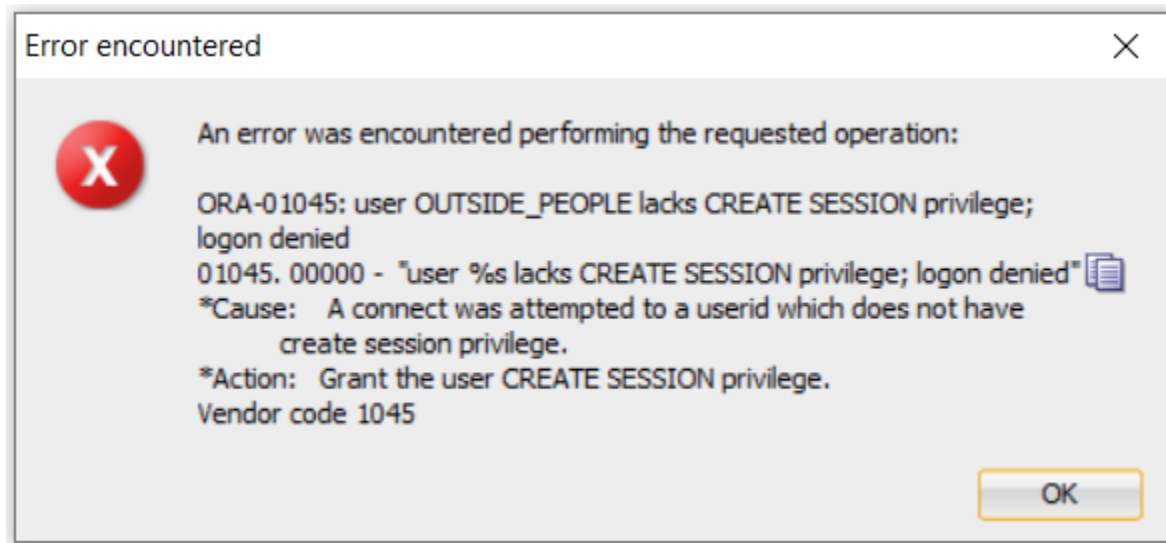 Error encountered
An error was encountered performing the requested operation:
ORA-01045: user OUTSIDE_PEOPLE lacks CREATE SESSION privilege;
logon denied
01045. 00000 - "user %s lacks CREATE SESSION privilege; logon denied"
*Cause: A connect was attempted to a userid which does not have
create session privilege.
*Action: Grant the user CREATE SESSION privilege.
Vendor code 1045
OK